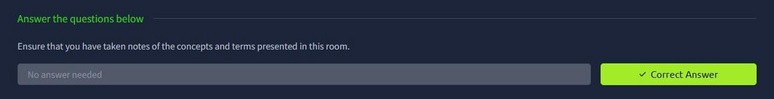 Answer the questions below
Ensure that you have taken notes of the concepts and terms presented in this room.
No answer needed
✓ Correct Answer